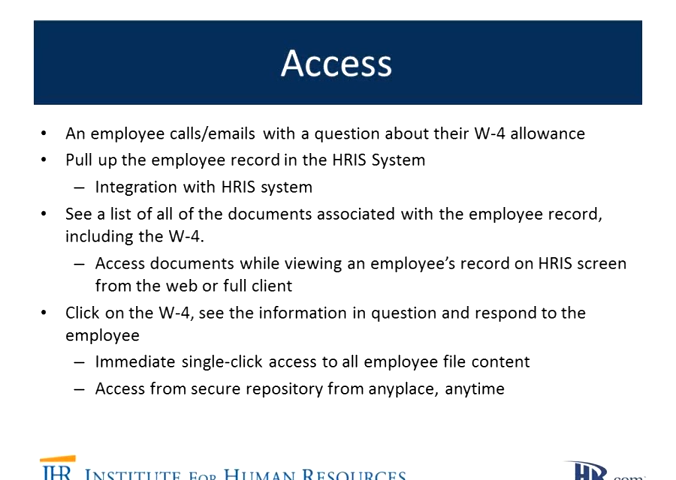 Access
• An employee calls/emails with a question about their W-4 allowance
• Pull up the employee record in the HRIS System
– Integration with HRIS system
• See a list of all of the documents associated with the employee record,
including the W-4.
– Access documents while viewing an employee's record on HRIS screen
from the web or full client
• Click on the W-4, see the information in question and respond to the
employee
– Immediate single-click access to all employee file content
– Access from secure repository from anyplace, anytime
IHR INSTITUTE FOR HUMAN RESOURCES
HR.com